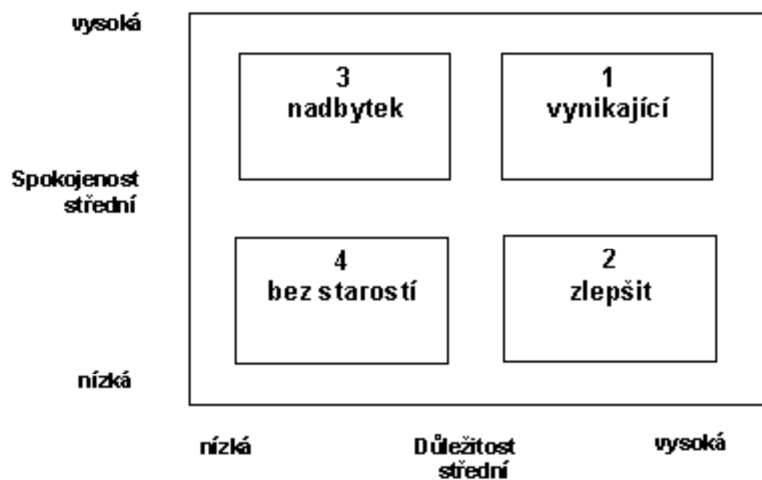 vysoká
3
nadbytek
1
vynikající
Spokojenost
střední
4
bez starostí
2
zlepšit
nízká
nízká
Důležitost
střední
vysoká